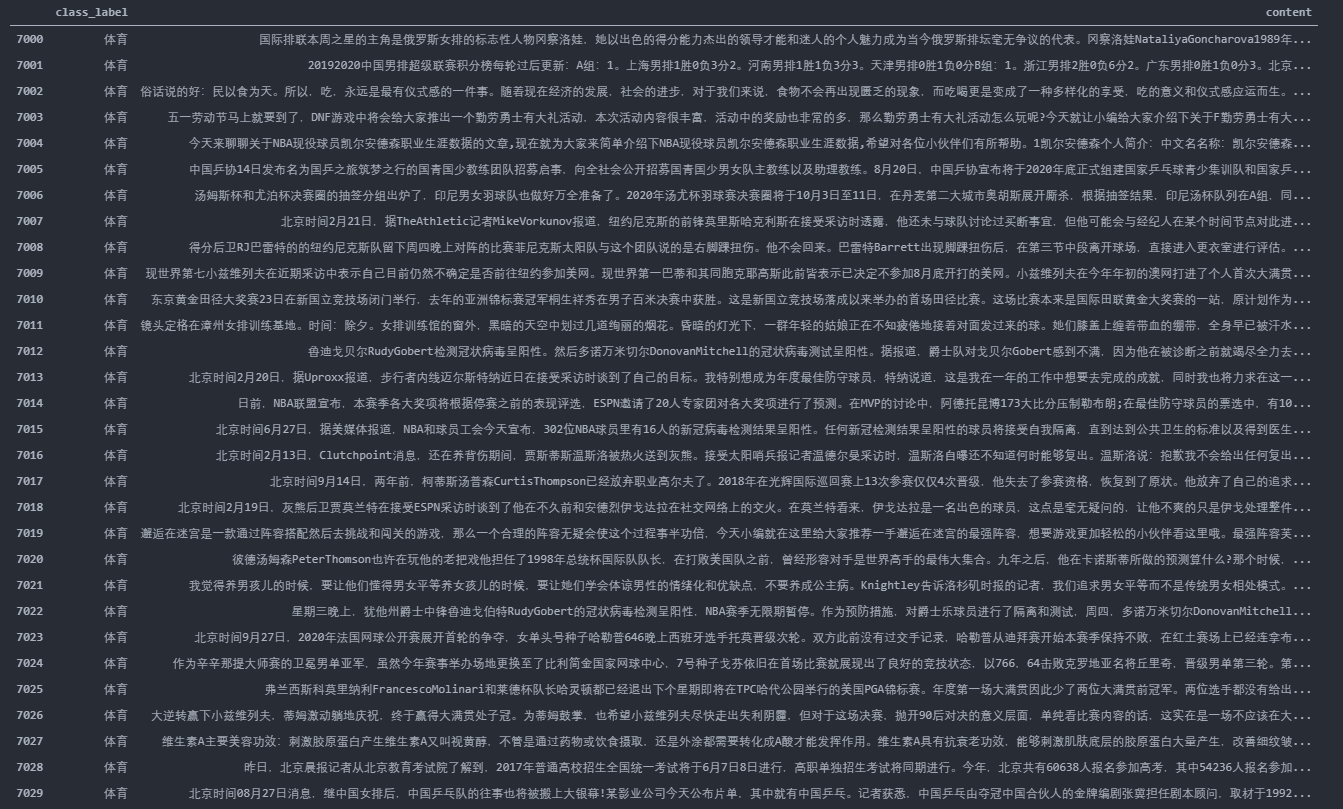 class_label content
7000 体育 国际排联本周之星的主角是俄罗斯女排的标志性人物冈察洛娃，她以出色的得分能力杰出的领导才能和迷人的个人魅力成为当今俄罗斯排坛毫无争议的代表。冈察洛娃NataliyaGoncharova1989年...
7001 体育 20192020中国男排超级联赛积分榜每轮过后更新：A组：1。上海男排1胜0负3分2。河南男排1胜1负3分3。天津男排0胜1负0分B组：1。浙江男排2胜0负6分2。广东男排0胜1负0分3。北京...
7002 体育 俗话说的好：民以食为天。所以，吃，永远是最有仪式感的一件事。随着现在经济的发展，社会的进步，对于我们来说，食物不会再出现匮乏的现象，而吃喝更是变成了一种多样化的享受，吃的意义和仪式感应运而生。...
7003 体育 五一劳动节马上就要到了，DNF游戏中将会给大家推出一个勤劳勇士有大礼活动，本次活动内容很丰富，活动中的奖励也非常的多，那么勤劳勇士有大礼活动怎么玩呢?今天就让小编给大家介绍下关于F勤劳勇士有大...
7004 体育 今天来聊聊关于NBA现役球员凯尔安德森职业生涯数据的文章,现在就为大家来简单介绍下NBA现役球员凯尔安德森职业生涯数据,希望对各位小伙伴们有所帮助。1凯尔安德森个人简介：中文名名称：凯尔安德森...
7005 体育 中国乒协14日发布名为国乒之旅筑梦之行的国青国少教练团队招募启事，向全社会公开招募国青国少男女队主教练以及助理教练。8月20日，中国乒协宣布将于2020年底正式组建国家乒乓球青少集训队和国家乒...
7006 体育 汤姆斯杯和尤泊杯决赛圈的抽签分组出炉了，印尼男女羽球队也做好万全准备了。2020年汤尤杯羽球赛决赛圈将于10月3日至11日，在丹麦第二大城市奥胡斯展开厮杀，根据抽签结果，印尼汤杯队列在A组，同...
7007 体育 北京时间2月21日，据TheAthletic记者MikeVorkunov报道，纽约尼克斯的前锋莫里斯哈克利斯在接受采访时透露，他还未与球队讨论过买断事宜，但他可能会与经纪人在某个时间节点对此进...
7008 体育 得分后卫RJ巴雷特的的纽约尼克斯队留下周四晚上对阵的比赛菲尼克斯太阳队与这个团队说的是右脚踝扭伤。他不会回来。巴雷特Barrett出现脚踝扭伤后，在第三节中段离开球场，直接进入更衣室进行评估。...
7009 体育 现世界第七小兹维列夫在近期采访中表示自己目前仍然不确定是否前往纽约参加美网。现世界第一巴蒂和其同胞克耶高斯此前皆表示已决定不参加8月底开打的美网。小兹维列夫在今年年初的澳网打进了个人首次大满贯...
7010 体育 东京黄金田径大奖赛23日在新国立竞技场闭门举行，去年的亚洲锦标赛冠军桐生祥秀在男子百米决赛中获胜。这是新国立竞技场落成以来举办的首场田径比赛。这场比赛本来是国际田联黄金大奖赛的一站，原计划作为...
7011 体育 镜头定格在漳州女排训练基地。时间：除夕。女排训练馆的窗外，黑暗的天空中划过几道绚丽的烟花。昏暗的灯光下，一群年轻的姑娘正在不知疲倦地接着对面发过来的球。她们膝盖上缠着带血的绷带，全身早已被汗水...
7012 体育 鲁迪戈贝尔RudyGobert检测冠状病毒呈阳性。然后多诺万米切尔DonovanMitchell的冠状病毒测试呈阳性。据报道，爵士队对戈贝尔Gobert感到不满，因为他在被诊断之前就竭尽全力去...
7013 体育 北京时间2月20日，据Uproxx报道，步行者内线迈尔斯特纳近日在接受采访时谈到了自己的目标。我特别想成为年度最佳防守球员，特纳说道，这是我在一年的工作中想要去完成的成就，同时我也将力求在这一...
7014 体育 日前，NBA联盟宣布，本赛季各大奖项将根据停赛之前的表现评选，ESPN邀请了20人专家团对各大奖项进行了预测。在MVP的讨论中，阿德托昆博173大比分压制勒布朗;在最佳防守球员的票选中，有10...
7015 体育 北京时间6月27日，据美媒体报道，NBA和球员工会今天宣布，302位NBA球员里有16人的新冠病毒检测结果呈阳性。任何新冠检测结果呈阳性的球员将接受自我隔离，直到达到公共卫生的标准以及得到医生...
7016 体育 北京时间2月13日，Clutchpoint消息，还在养背伤期间，贾斯蒂斯温斯洛被热火送到灰熊。接受太阳哨兵报记者温德尔曼采访时，温斯洛自曝还不知道何时能够复出。温斯洛说：抱歉我不会给出任何复出...
7017 体育 北京时间9月14日，两年前，柯蒂斯汤普森CurtisThompson已经放弃职业高尔夫了。2018年在光辉国际巡回赛上13次参赛仅仅4次晋级，他失去了参赛资格，恢复到了原状。他放弃了自己的追求...
7018 体育 北京时间2月19日，灰熊后卫贾莫兰特在接受ESPN采访时谈到了他在不久前和安德烈伊戈达拉在社交网络上的交火。在莫兰特看来，伊戈达拉是一名出色的球员，这点是毫无疑问的，让他不爽的只是伊戈处理整件...
7019 体育 邂逅在迷宫是一款通过阵容搭配然后去挑战和闯关的游戏，那么一个合理的阵容无疑会使这个过程事半功倍，今天小编就在这里给大家推荐一手邂逅在迷宫的最强阵容，想要游戏更加轻松的小伙伴看这里哦。最强阵容芙...
7020 体育 彼德汤姆森PeterThomson也许在玩他的老把戏他担任了1998年总统杯国际队队长，在打败美国队之前，曾经形容对手是世界高手的最伟大集合。九年之后，他在卡诺斯蒂所做的预测算什么?那个时候，...
7021 体育 我觉得养男孩儿的时候，要让他们懂得男女平等养女孩儿的时候，要让她们学会体谅男性的情绪化和优缺点，不要养成公主病。Knightley告诉洛杉矶时报的记者，我们追求男女平等而不是传统男女相处模式。...
7022 体育 星期三晚上，犹他州爵士中锋鲁迪戈伯特RudyGobert的冠状病毒检测呈阳性，NBA赛季无限期暂停。作为预防措施，对爵士乐球员进行了隔离和测试，周四，多诺万米切尔DonovanMitchell...
7023 体育 北京时间9月27日，2020年法国网球公开赛展开首轮的争夺，女单头号种子哈勒普646晚上西班牙选手托莫晋级次轮。双方此前没有过交手记录，哈勒普从迪拜赛开始本赛季保持不败，在红土赛场上已经连拿布...
7024 体育 作为辛辛那提大师赛的卫冕男单亚军，虽然今年赛事举办场地更换至了比利简金国家网球中心，7号种子戈芬依旧在首场比赛就展现出了良好的竞技状态，以766，64击败克罗地亚名将丘里奇，晋级男单第三轮。第...
7025 体育 弗兰西斯科莫里纳利FrancescoMolinari和莱德杯队长哈灵顿都已经退出下个星期即将在TPC哈代公园举行的美国PGA锦标赛。年度第一场大满贯因此少了两位大满贯前冠军。两位选手都没有给出...
7026 体育 大逆转赢下小兹维列夫，蒂姆激动躺地庆祝，终于赢得大满贯处子冠。为蒂姆鼓掌，也希望小兹维列夫尽快走出失利阴霾，但对于这场决赛，抛开90后对决的意义层面，单纯看比赛内容的话，这实在是一场不应该在大...
7027 体育 维生素A主要美容功效：刺激胶原蛋白产生维生素A又叫视黄醇，不管是通过药物或饮食摄取，还是外涂都需要转化成A酸才能发挥作用。维生素A具有抗衰老功效，能够刺激肌肤底层的胶原蛋白大量产生，改善细纹皱...
7028 体育 昨日，北京晨报记者从北京教育考试院了解到，2017年普通高校招生全国统一考试将于6月7日8日进行，高职单独招生考试将同期进行。今年，北京共有60638人报名参加高考，其中54236人报名参加...
7029 体育 北京时间08月27日消息，继中国女排后，中国乒乓队的往事也将被搬上大银幕!某影业公司今天公布片单，其中就有中国乒乓。记者获悉，中国乒乓由夺冠中国合伙人的金牌编剧张冀担任剧本顾问，取材于1992...